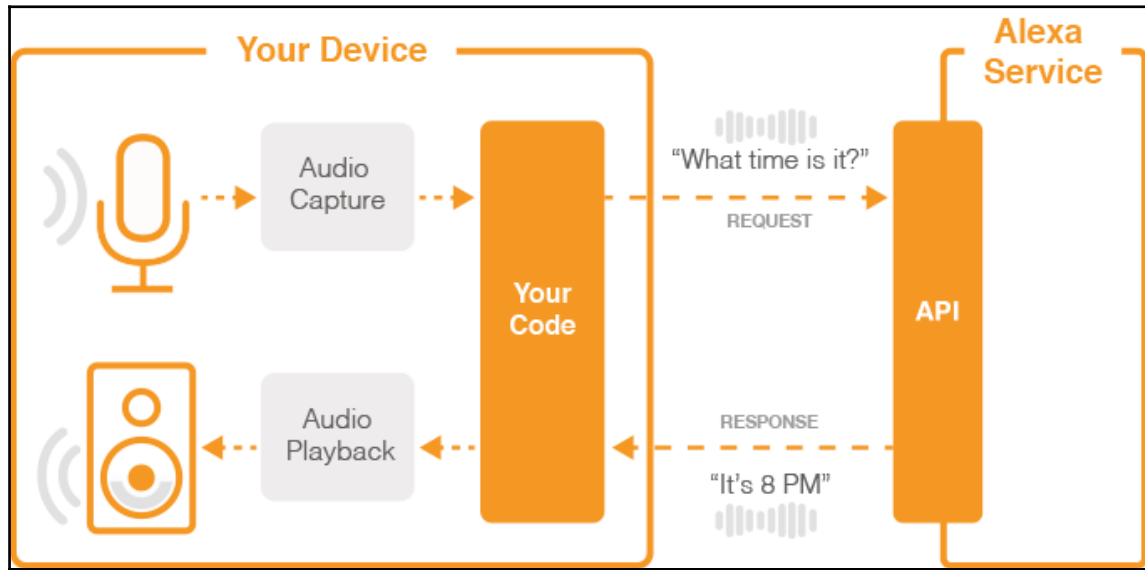 Your Device
Alexa
Service
Audio
Capture
Your
Code
“What time is it?”
REQUEST
API
Audio
Playback
RESPONSE
“It’s 8 PM”